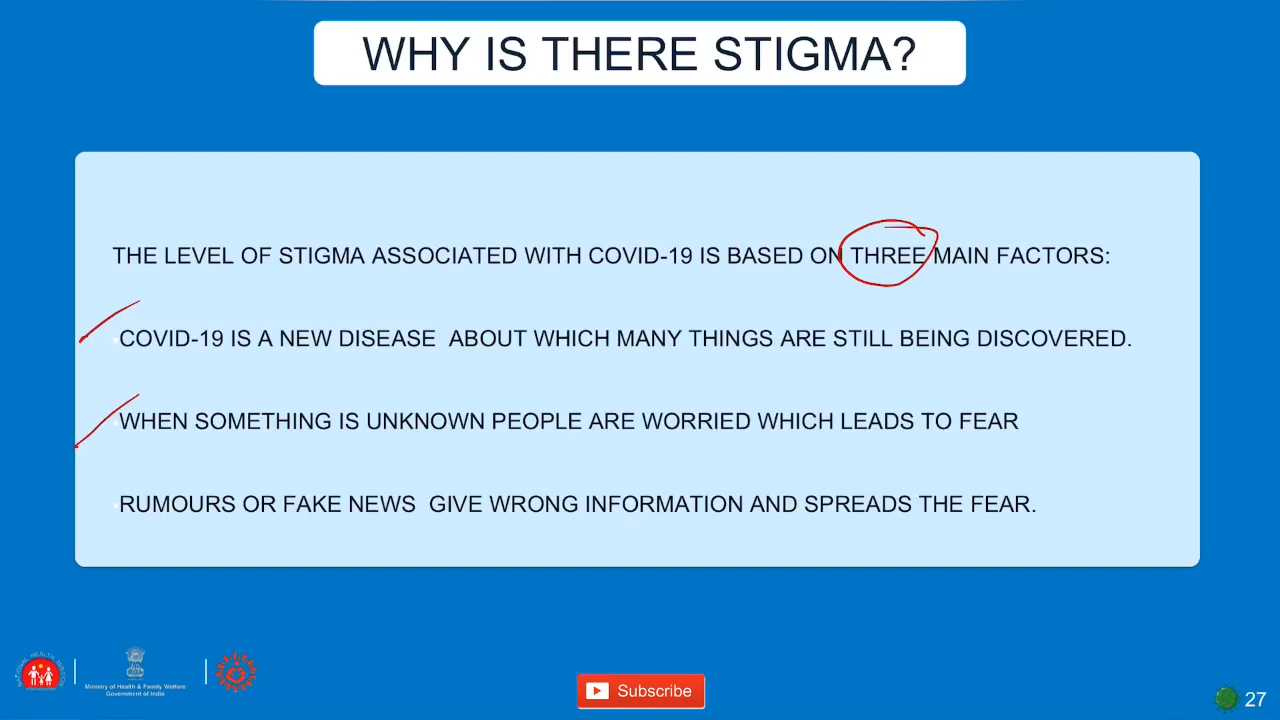 WHY IS THERE STIGMA?
THE LEVEL OF STIGMA ASSOCIATED WITH COVID-19 IS BASED ON THREE MAIN FACTORS:
COVID-19 IS A NEW DISEASE ABOUT WHICH MANY THINGS ARE STILL BEING DISCOVERED.
WHEN SOMETHING IS UNKNOWN PEOPLE ARE WORRIED WHICH LEADS TO FEAR
RUMOURS OR FAKE NEWS GIVE WRONG INFORMATION AND SPREADS THE FEAR.
NATIONAL HEALTH MISSION
Ministry of Health & Family Welfare
Government of India
Subscribe
27